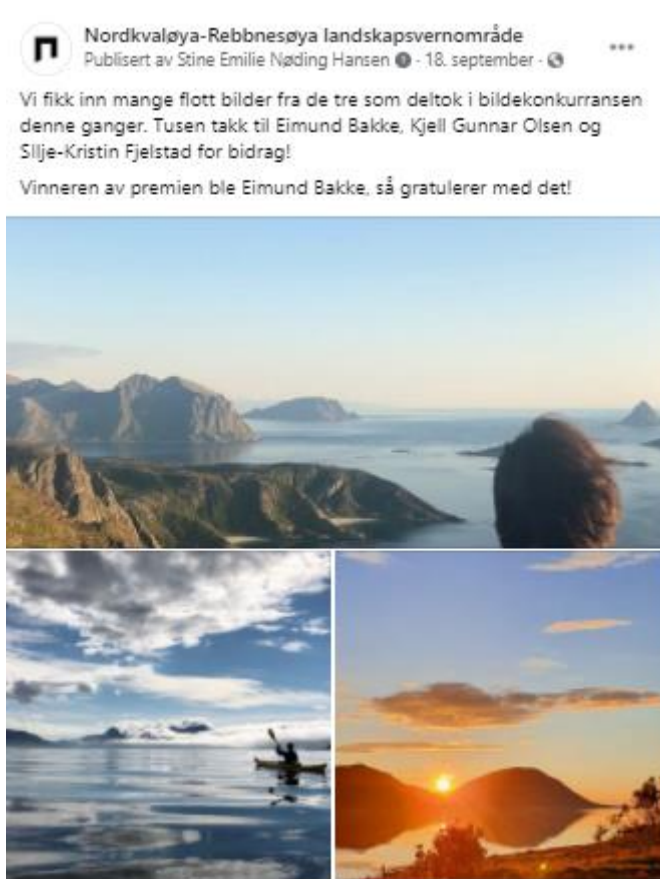 Nordkvaløya-Rebbnesøya landskapsvernområde
Publisert av Stine Emilie Nøding Hansen · 18. september ·
Vi fikk inn mange flott bilder fra de tre som deltok i bildekonkurransen
denne ganger. Tusen takk til Eimund Bakke, Kjell Gunnar Olsen og
SIlje-Kristin Fjelstad for bidrag!
Vinneren av premien ble Eimund Bakke, så gratulerer med det!